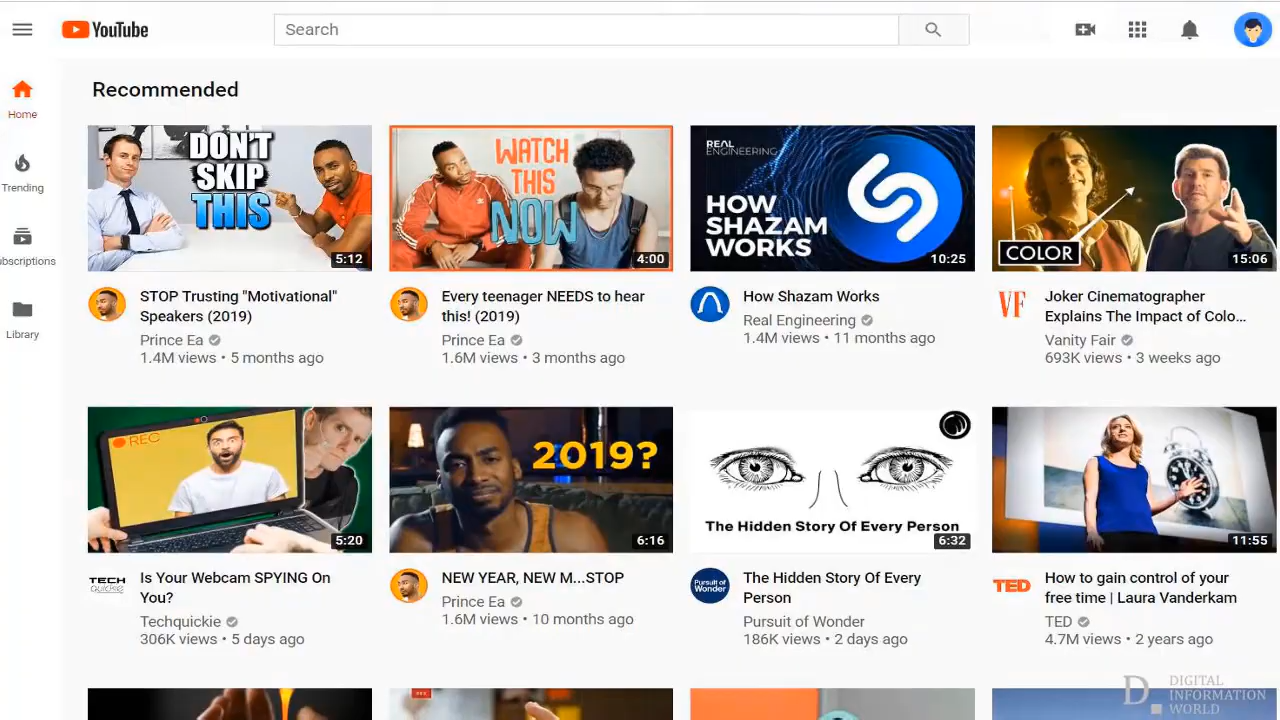 YouTube
Search
Home
Trending
ubscriptions
Library
Recommended
DON'T
SKIP
THIS
5:12
STOP Trusting "Motivational"
Speakers (2019)
Prince Ea
1.4M views • 5 months ago
WATCH
THIS
NOW
4:00
Every teenager NEEDS to hear
this! (2019)
Prince Ea
1.6M views • 3 months ago
REAL
ENGINEERING
HOW
SHAZAM
WORKS
10:25
How Shazam Works
Real Engineering
1.4M views • 11 months ago
COLOR
15:06
VF
Joker Cinematographer
Explains The Impact of Colo...
Vanity Fair
693K views • 3 weeks ago
REC
5:20
TECH
QUICKIE
Is Your Webcam SPYING On
You?
Techquickie
306K views • 5 days ago
2019?
6:16
NEW YEAR, NEW M...STOP
Prince Ea
1.6M views • 10 months ago
The Hidden Story Of Every Person
6:32
Pursuit of
Wonder
The Hidden Story Of Every
Person
Pursuit of Wonder
186K views • 2 days ago
11:55
TED
How to gain control of your
free time | Laura Vanderkam
TED
4.7M views • 2 years ago
D.
DIGITAL
INFORMATION
WORLD